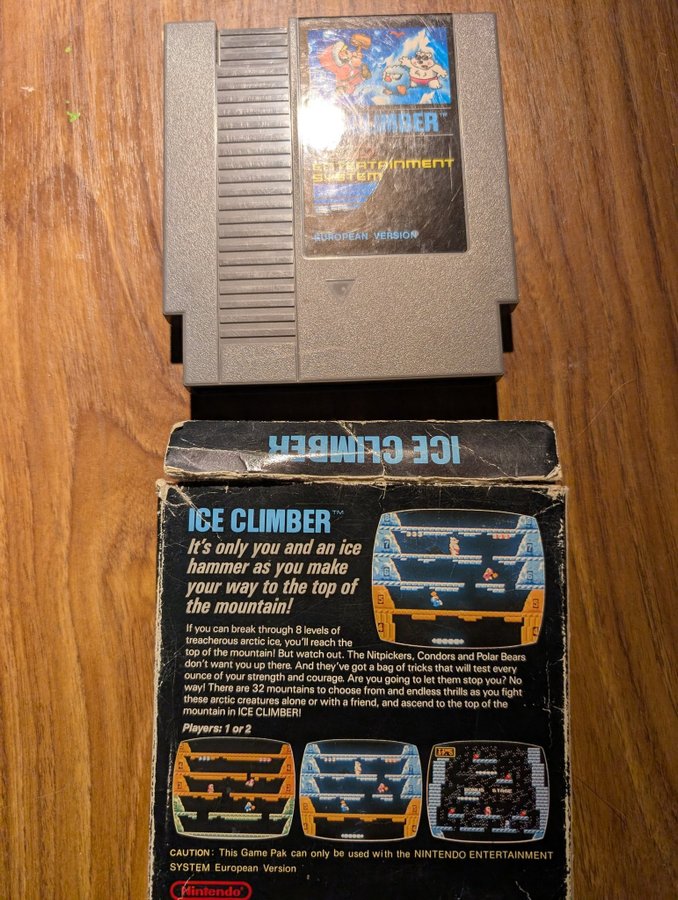 CLIMBER
ENTERTAINMENT
SYSTEM
EUROPEAN VERSION
ICE CLIMBER
ICE CLIMBER™
It's only you and an ice
hammer as you make
your way to the top of
the mountain!
If you can break through 8 levels of
treacherous arctic ice, you'll reach the
top of the mountain! But watch out. The Nitpickers, Condors and Polar Bears
don't want you up there. And they've got a bag of tricks that will test every
ounce of your strength and courage. Are you going to let them stop you? No
way! There are 32 mountains to choose from and endless thrills as you fight
these arctic creatures alone or with a friend, and ascend to the top of the
mountain in ICE CLIMBER!
Players: 1 or 2
BONUS STAGE
CAUTION: This Game Pak can only be used with the NINTENDO ENTERTAINMENT
SYSTEM European Version
Nintendo®